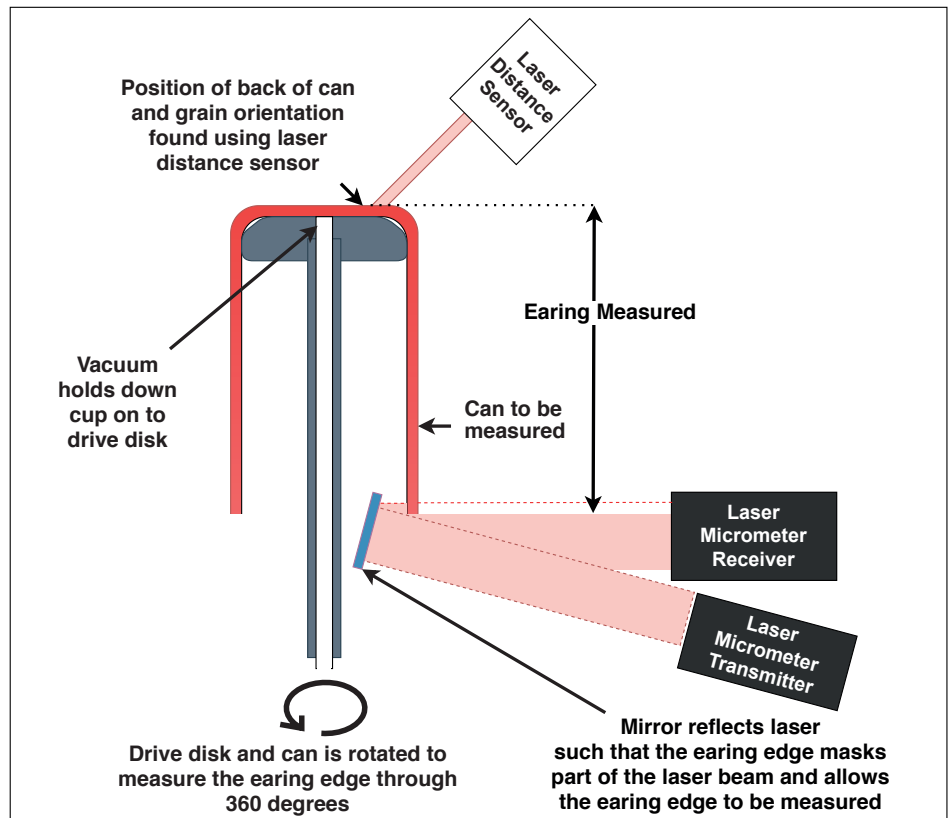 Laser
Distance
Sensor
Position of back of can
and grain orientation
found using laser
distance sensor
Earing Measured
Vacuum
holds down
cup on to
drive disk
Can to be
measured
Laser
Micrometer
Receiver
Laser
Micrometer
Transmitter
Drive disk and can is rotated to
measure the earing edge through
360 degrees
Mirror reflects laser
such that the earing edge masks
part of the laser beam and allows
the earing edge to be measured